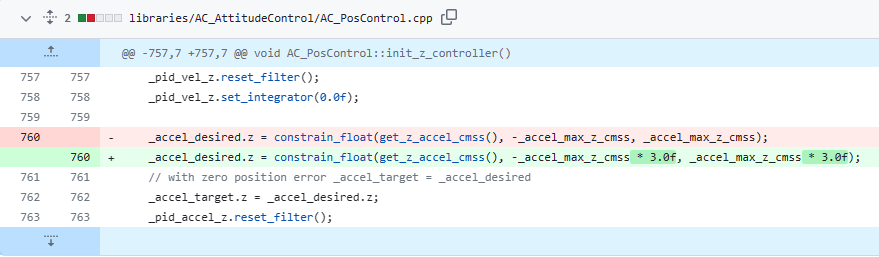 2 libraries/AC_AttitudeControl/AC_PosControl.cpp
@@ -757,7 +757,7 @@ void AC_PosControl::init_z_controller()
757 757 _pid_vel_z.reset_filter();
758 758 _pid_vel_z.set_integrator(0.0f);
759 759
760 - _accel_desired.z = constrain_float(get_z_accel_cmss(), -_accel_max_z_cmss, _accel_max_z_cmss);
760 + _accel_desired.z = constrain_float(get_z_accel_cmss(), -_accel_max_z_cmss * 3.0f, _accel_max_z_cmss * 3.0f);
761 761 // with zero position error _accel_target = _accel_desired
762 762 _accel_target.z = _accel_desired.z;
763 763 _pid_accel_z.reset_filter();